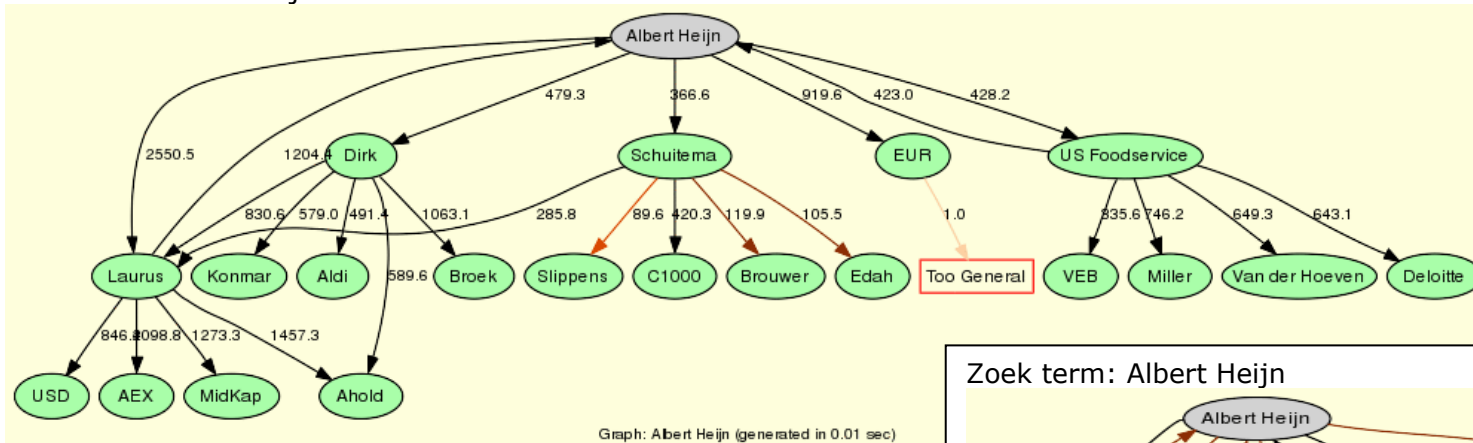 Albert Heijn
479.3
366.6
919.6
423.0
428.2
2550.5
1204.4
Dirk
Schuitema
EUR
US Foodservice
830.6
579.0
491.4
1063.1
285.8
89.6
420.3
119.9
105.5
1.0
335.6
746.2
649.3
643.1
Laurus
Konmar
Aldi
589.6
Broek
Slippens
C1000
Brouwer
Edah
Too General
VEB
Miller
Van der Hoeven
Deloitte
2098.8
1273.3
1457.3
USD
AEX
MidKap
Ahold
Graph: Albert Heijn (generated in 0.01 sec)
Zoek term: Albert Heijn
Albert Heijn